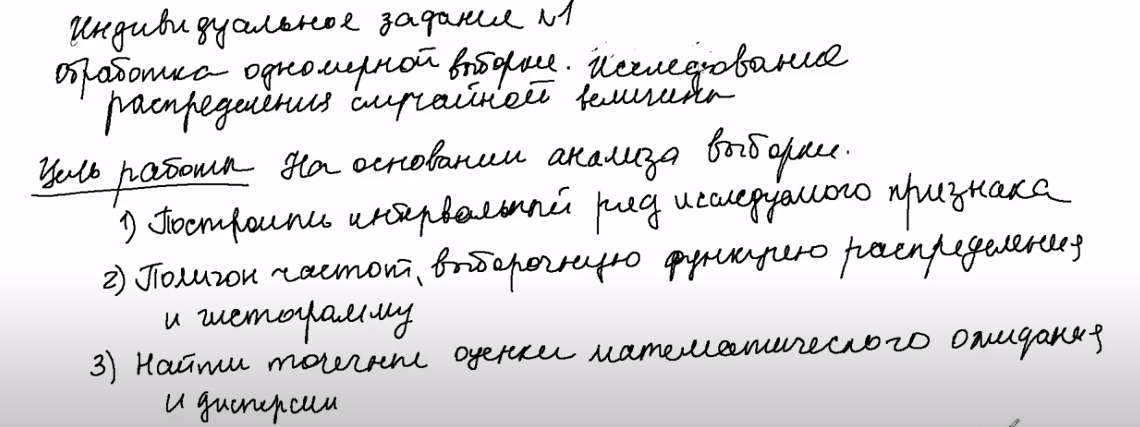 Индивидуальное задание №1
Обработка одномерной выборки. Исследование
распределения случайной величины
Цель работы На основании анализа выборки.
1) Построить интервальный ряд исследуемого признака
2) Полигон частот, выборочную функцию распределения
и гистограмму
3) Найти точечные оценки математического ожидания
и дисперсии